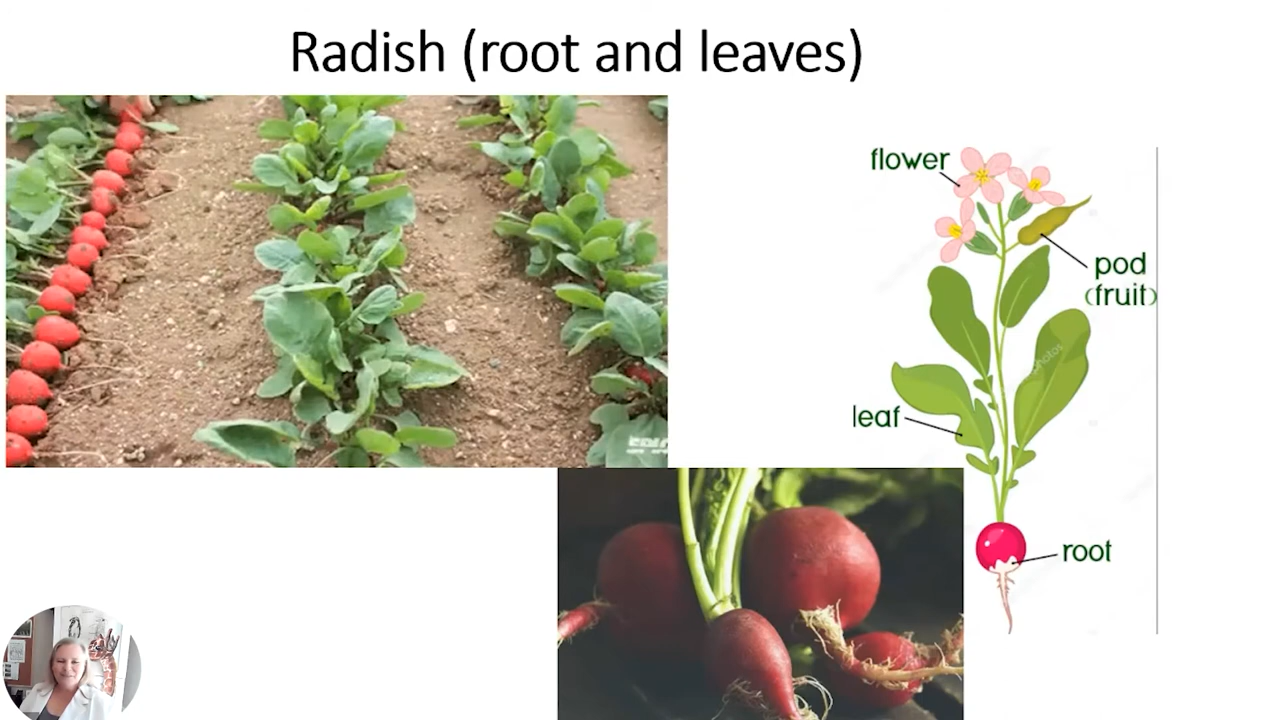 Radish (root and leaves)
flower
pod
(fruit)
leaf
root